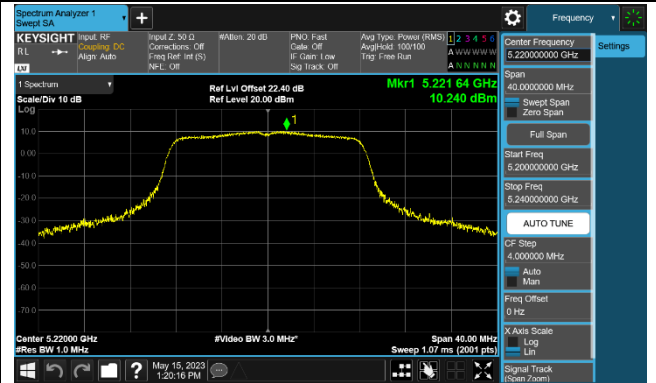 Spectrum Analyzer 1
Swept SA
Frequency
KEYSIGHT
RL
Input: RF
Coupling: DC
Align: Auto
Input Z: 50 Ω
Corrections: Off
Freq Ref: Int (S)
NFE: Off
#Atten: 20 dB
PNO: Fast
Gate: Off
IF Gain: Low
Sig Track: Off
Avg Type: Power (RMS)
Avg|Hold: 100/100
Trig: Free Run
1 2 3 4 5 6
A W W W W W
A N N N N N
LXI
1 Spectrum
Scale/Div 10 dB
Log
Ref Lvl Offset 22.40 dB
Ref Level 20.00 dBm
Mkr1 5.221 64 GHz
10.240 dBm
1
10.0
0.00
-10.0
-20.0
-30.0
-40.0
-50.0
-60.0
-70.0
Center 5.22000 GHz
#Res BW 1.0 MHz
#Video BW 3.0 MHz*
Span 40.00 MHz
Sweep 1.07 ms (2001 pts)
May 15, 2023
1:20:16 PM
Center Frequency
5.220000000 GHz
Settings
Span
40.0000000 MHz
Swept Span
Zero Span
Full Span
Start Freq
5.200000000 GHz
Stop Freq
5.240000000 GHz
AUTO TUNE
CF Step
4.000000 MHz
Auto
Man
Freq Offset
0 Hz
X Axis Scale
Log
Lin
Signal Track
(Span Zoom)